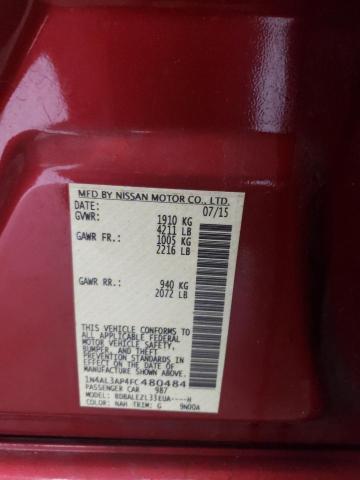 MFD BY NISSAN MOTOR CO., LTD.
DATE: 07/15
GVWR: 1910 KG
4211 LB
GAWR FR.: 1005 KG
2216 LB
GAWR RR.: 940 KG
2072 LB
THIS VEHICLE CONFORMS TO
ALL APPLICABLE FEDERAL
MOTOR VEHICLE SAFETY,
BUMPER, AND THEFT
PREVENTION STANDARDS
IN EFFECT ON THE DATE OF
MANUFACTURE SHOWN ABOVE.
1N4AL3AP4FC480484
PASSENGER CAR 987
MODEL: BDBALEZL33EUA----H
COLOR: NAH TRIM: G 9N00A